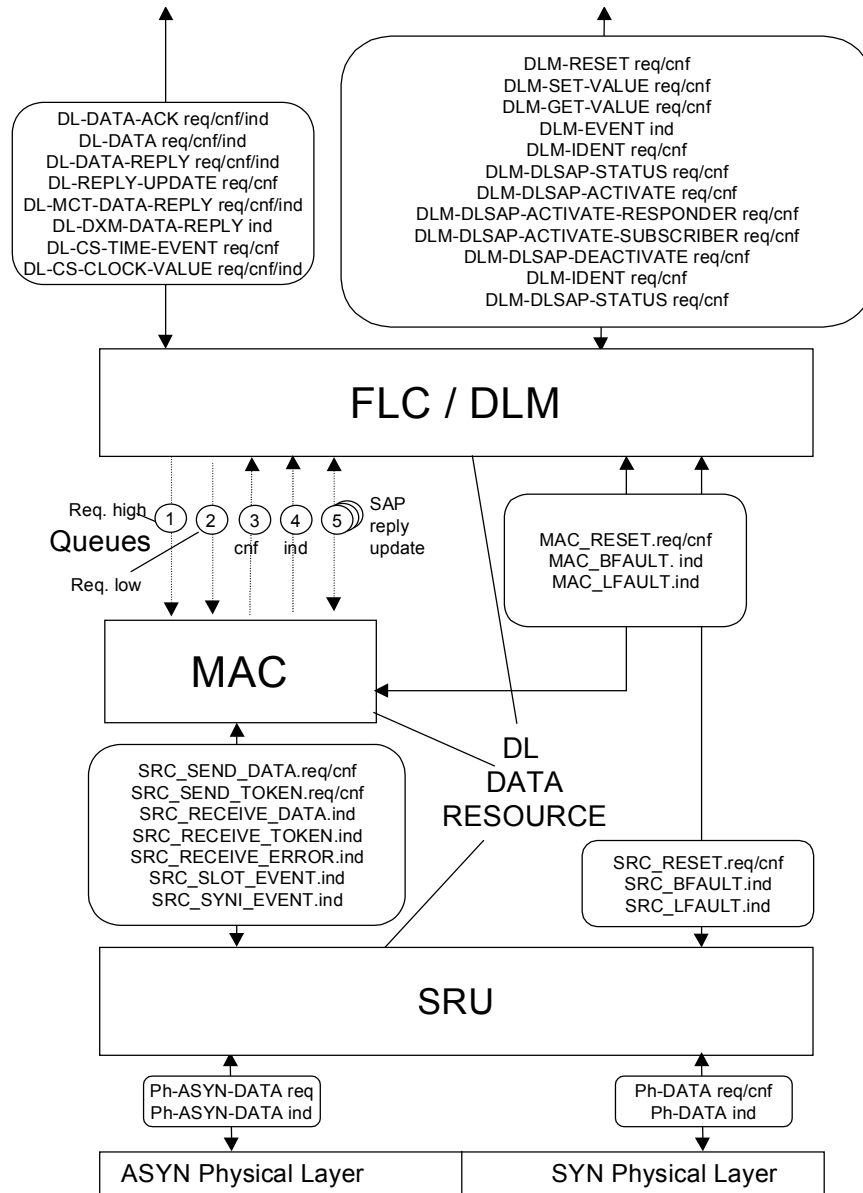 DL-DATA-ACK req/cnf/ind
DL-DATA req/cnf/ind
DL-DATA-REPLY req/cnf/ind
DL-REPLY-UPDATE req/cnf
DL-MCT-DATA-REPLY req/cnf/ind
DL-DXM-DATA-REPLY ind
DL-CS-TIME-EVENT req/cnf
DL-CS-CLOCK-VALUE req/cnf/ind
DLM-RESET req/cnf
DLM-SET-VALUE req/cnf
DLM-GET-VALUE req/cnf
DLM-EVENT ind
DLM-IDENT req/cnf
DLM-DLSAP-STATUS req/cnf
DLM-DLSAP-ACTIVATE req/cnf
DLM-DLSAP-ACTIVATE-RESPONDER req/cnf
DLM-DLSAP-ACTIVATE-SUBSCRIBER req/cnf
DLM-DLSAP-DEACTIVATE req/cnf
DLM-IDENT req/cnf
DLM-DLSAP-STATUS req/cnf
FLC / DLM
Req. high
1
2
3
4
5
SAP
reply
update
Queues
cnf
ind
Req. low
MAC_RESET.req/cnf
MAC_BFAULT. ind
MAC_LFAULT.ind
MAC
DL
DATA
RESOURCE
SRC_SEND_DATA.req/cnf
SRC_SEND_TOKEN.req/cnf
SRC_RECEIVE_DATA.ind
SRC_RECEIVE_TOKEN.ind
SRC_RECEIVE_ERROR.ind
SRC_SLOT_EVENT.ind
SRC_SYNI_EVENT.ind
SRC_RESET.req/cnf
SRC_BFAULT.ind
SRC_LFAULT.ind
SRU
Ph-ASYN-DATA req
Ph-ASYN-DATA ind
Ph-DATA req/cnf
Ph-DATA ind
ASYN Physical Layer
SYN Physical Layer